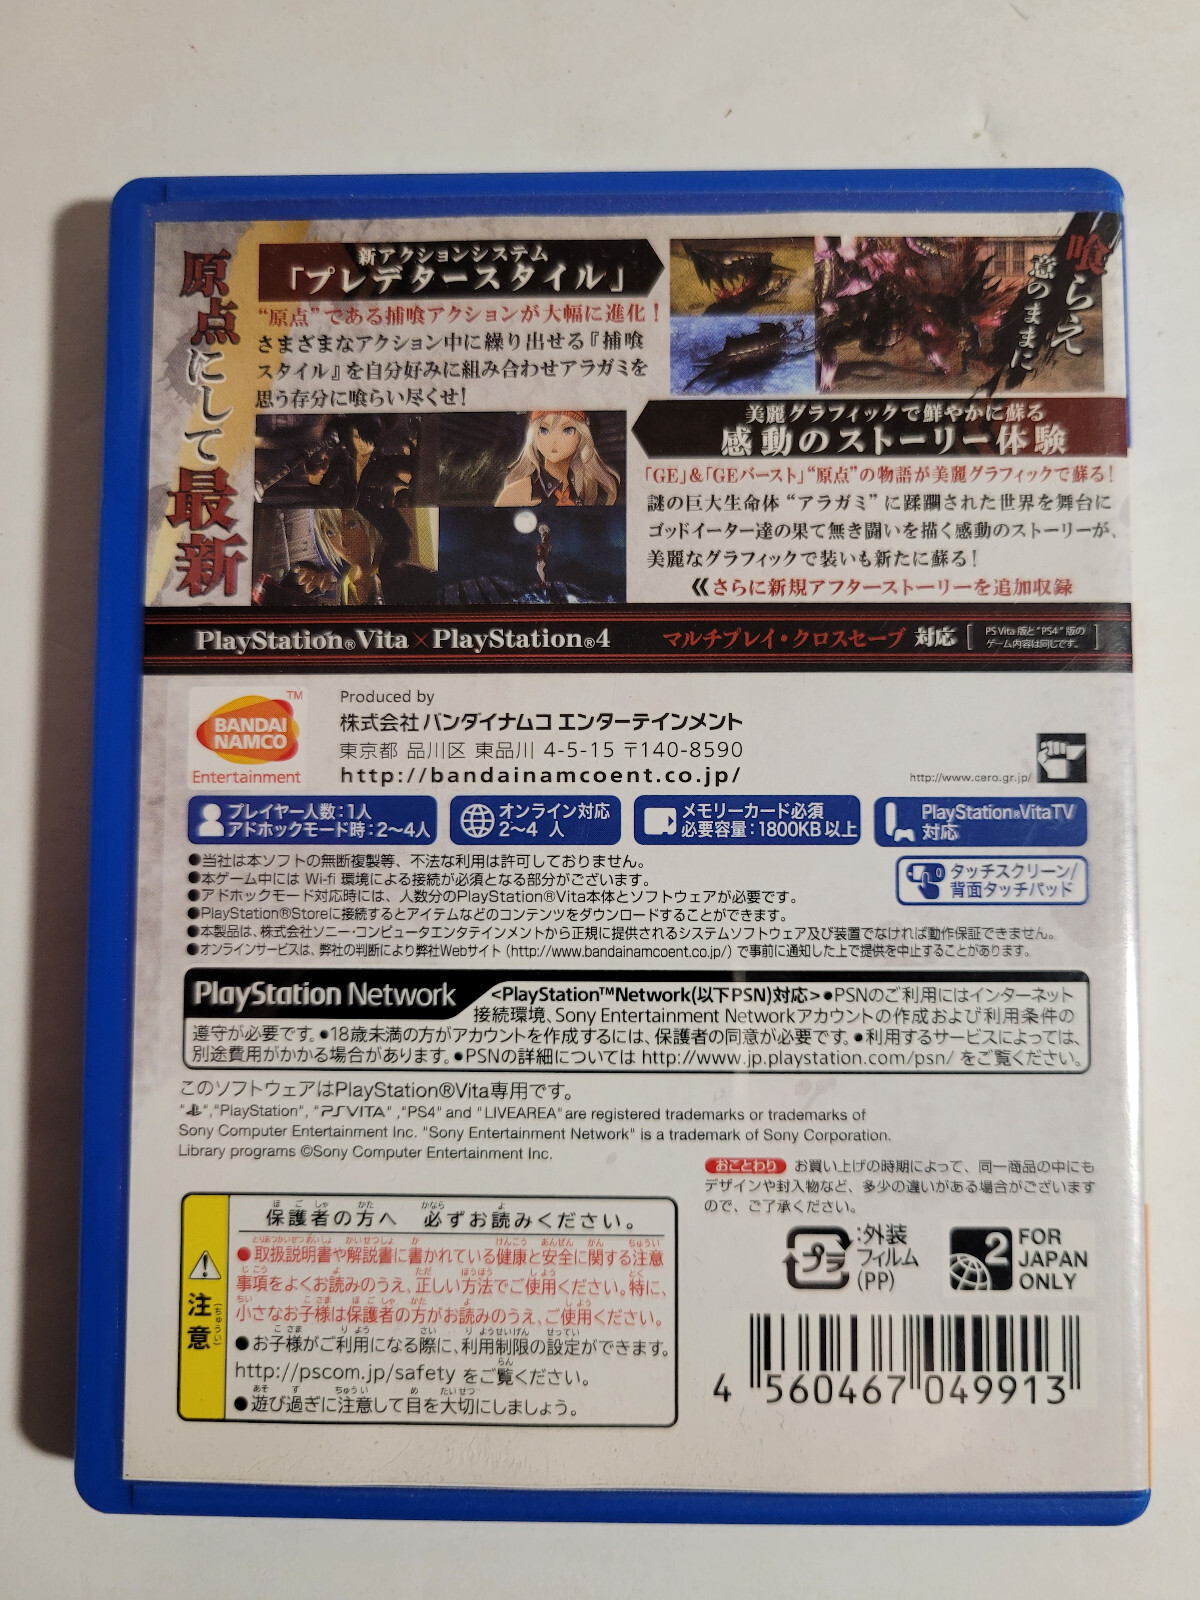 原点にして最新
新アクションシステム
「プレデタースタイル」
“原点”である捕喰アクションが大幅に進化！
さまざまなアクション中に繰り出せる『捕喰
スタイル』を自分好みに組み合わせアラガミを
思う存分に喰らい尽くせ！
喰らえ
意のままに
美麗グラフィックで鮮やかに蘇る
感動のストーリー体験
「GE」&「GEバースト」“原点”の物語が美麗グラフィックで蘇る！
謎の巨大生命体“アラガミ”に蹂躙された世界を舞台に
ゴッドイーター達の果て無き闘いを描く感動のストーリーが、
美麗なグラフィックで装いも新たに蘇る！
≪さらに新規アフターストーリーを追加収録
PlayStation®Vita×PlayStation®4 マルチプレイ・クロスセーブ 対応
PS Vita 版と"PS4" 版の
ゲーム内容は同じです。
BANDAI
NAMCO
TM
Entertainment
Produced by
株式会社 バンダイナムコ エンターテインメント
東京都 品川区 東品川 4-5-15 〒140-8590
http://bandainamcoent.co.jp/
http://www.cero.gr.jp/
プレイヤー人数：1人
アドホックモード時：2～4人
オンライン対応
2～4 人
メモリーカード必須
必要容量：1800KB以上
PlayStation®VitaTV
対応
タッチスクリーン/
背面タッチパッド
●当社は本ソフトの無断複製等、不法な利用は許可しておりません。
●本ゲーム中には Wi-fi 環境による接続が必須となる部分がございます。
●アドホックモード対応時には、人数分のPlayStation®Vita本体とソフトウェアが必要です。
●PlayStation®Storeに接続するとアイテムなどのコンテンツをダウンロードすることができます。
●本製品は、株式会社ソニー・コンピュータエンタテインメントから正規に提供されるシステムソフトウェア及び装置でなければ動作保証できません。
●オンラインサービスは、弊社の判断により弊社Webサイト（http://www.bandainamcoent.co.jp/）で事前に通知した上で提供を中止することがあります。
PlayStation Network
<PlayStation™Network(以下PSN)対応>●PSNのご利用にはインターネット
接続環境、Sony Entertainment Networkアカウントの作成および利用条件の
遵守が必要です。●18歳未満の方がアカウントを作成するには、保護者の同意が必要です。●利用するサービスによっては、
別途費用がかかる場合があります。●PSNの詳細については http://www.jp.playstation.com/psn/ をご覧ください。
このソフトウェアはPlayStation®Vita専用です。
" ","PlayStation", "PSVITA" ,"PS4" and "LIVEAREA" are registered trademarks or trademarks of
Sony Computer Entertainment Inc. "Sony Entertainment Network" is a trademark of Sony Corporation.
Library programs ©Sony Computer Entertainment Inc.
おことわり お買い上げの時期によって、同一商品の中にも
デザインや封入物など、多少の違いがある場合がございます
ので、ご了承ください。
注意
(ちゅうい)
保護者の方へ 必ずお読みください。
●取扱説明書や解説書に書かれている健康と安全に関する注意
事項をよくお読みのうえ、正しい方法でご使用ください。特に、
小さなお子様は保護者の方がお読みのうえ、ご使用ください。
●お子様がご利用になる際に、利用制限の設定ができます。
http://pscom.jp/safety をご覧ください。
●遊び過ぎに注意して目を大切にしましょう。
プラ
:外装
フィルム
(PP)
2
FOR
JAPAN
ONLY
4 560467 049913